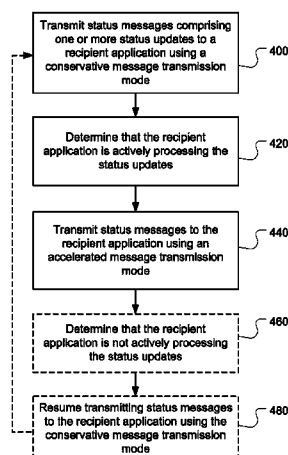 Transmit status messages comprising
one or more status updates to a
recipient application using a
conservative message transmission
mode
400
Determine that the recipient
application is actively processing the
status updates
420
Transmit status messages to the
recipient application using an
accelerated message transmission
mode
440
Determine that the recipient
application is not actively processing
the status updates
460
Resume transmitting status messages
to the recipient application using the
conservative message transmission
mode
480